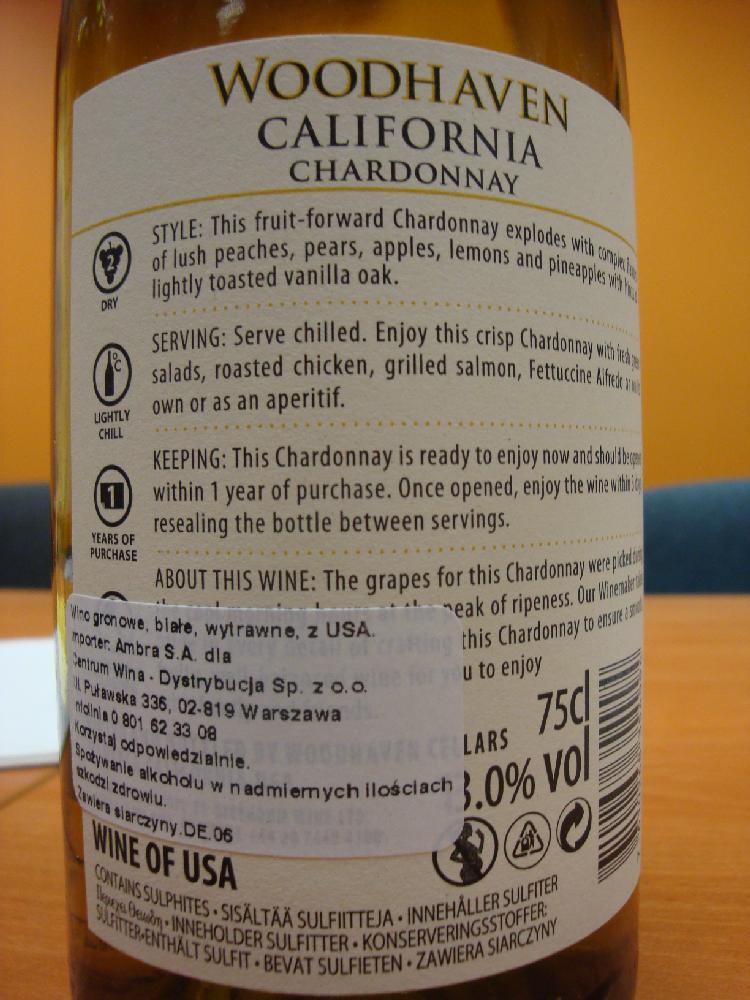 WOODHAVEN
CALIFORNIA
CHARDONNAY
STYLE: This fruit-forward Chardonnay explodes with
of lush peaches, pears, apples, lemons and pineapples with
lightly toasted vanilla oak.
2
DRY
SERVING: Serve chilled. Enjoy this crisp Chardonnay with fresh
salads, roasted chicken, grilled salmon, Fettuccine Alfredo
own or as an aperitif.
°C
LIGHTLY
CHILL
KEEPING: This Chardonnay is ready to enjoy now and should be
within 1 year of purchase. Once opened, enjoy the wine within 3
resealing the bottle between servings.
1
YEARS OF
PURCHASE
ABOUT THIS WINE: The grapes for this Chardonnay were picked
peak of ripeness. Our Winemaker
this Chardonnay to ensure a
u to enjoy
Wino gronowe, białe, wytrawne, z USA.
mporter: Ambra S.A. dla
Centrum Wina - Dystrybucja Sp. z o.o.
Ul. Puławska 336, 02-819 Warszawa
nfolinia 0 801 62 33 08
Korzystaj odpowiedzialnie.
Spożywanie alkoholu w nadmiernych ilościach
szkodzi zdrowiu.
Zawiera siarczyny.DE.06
LARS
75cl
3.0% vol
WINE OF USA
CONTAINS SULPHITES • SISÄLTÄÄ SULFIITTEJA • INNEHÅLLER SULFITER
INNEHOLDER SULFITTER • KONSERVERINGSSTOFFER:
SULFITTER•ENTHÄLT SULFIT • BEVAT SULFIETEN • ZAWIERA SIARCZYNY